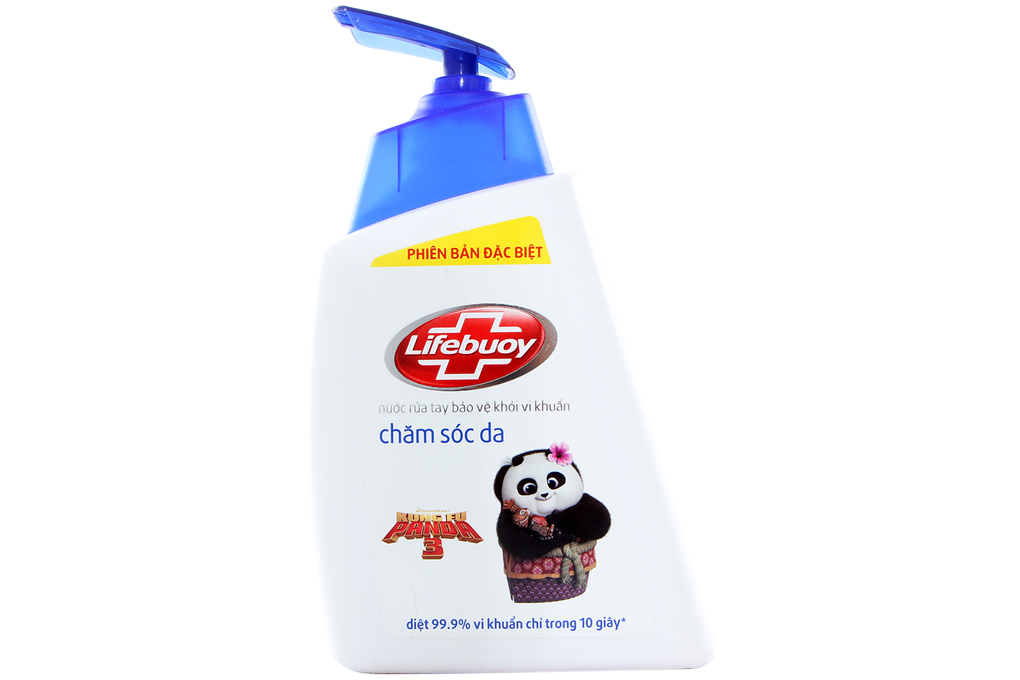 PHIÊN BẢN ĐẶC BIỆT
Lifebuoy
nước rửa tay bảo vệ khỏi vi khuẩn
chăm sóc da
KUNG FU
PANDA
3
diệt 99.9% vi khuẩn chỉ trong 10 giây*